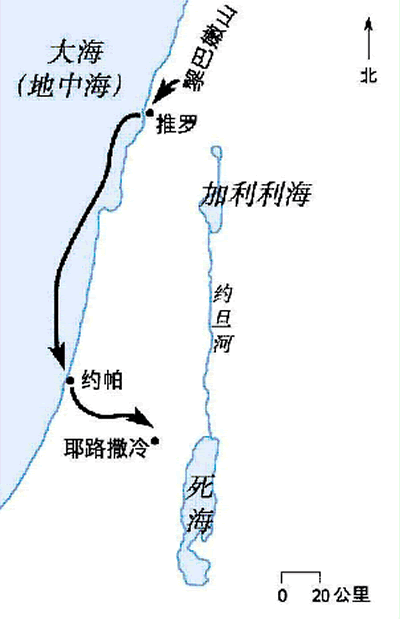 大海
（地中海）
黎巴嫩山
北
推罗
加利利海
约旦河
约帕
耶路撒冷
死海
0 20 公里